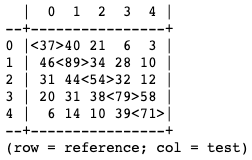 |  0  1  2  3  4 |
--+----------------+
0 |<37>40 21  6  3 |
1 | 46<89>34 28 10 |
2 | 31 44<54>32 12 |
3 | 20 31 38<79>58 |
4 |  6 14 10 39<71>|
--+----------------+
(row = reference; col = test)